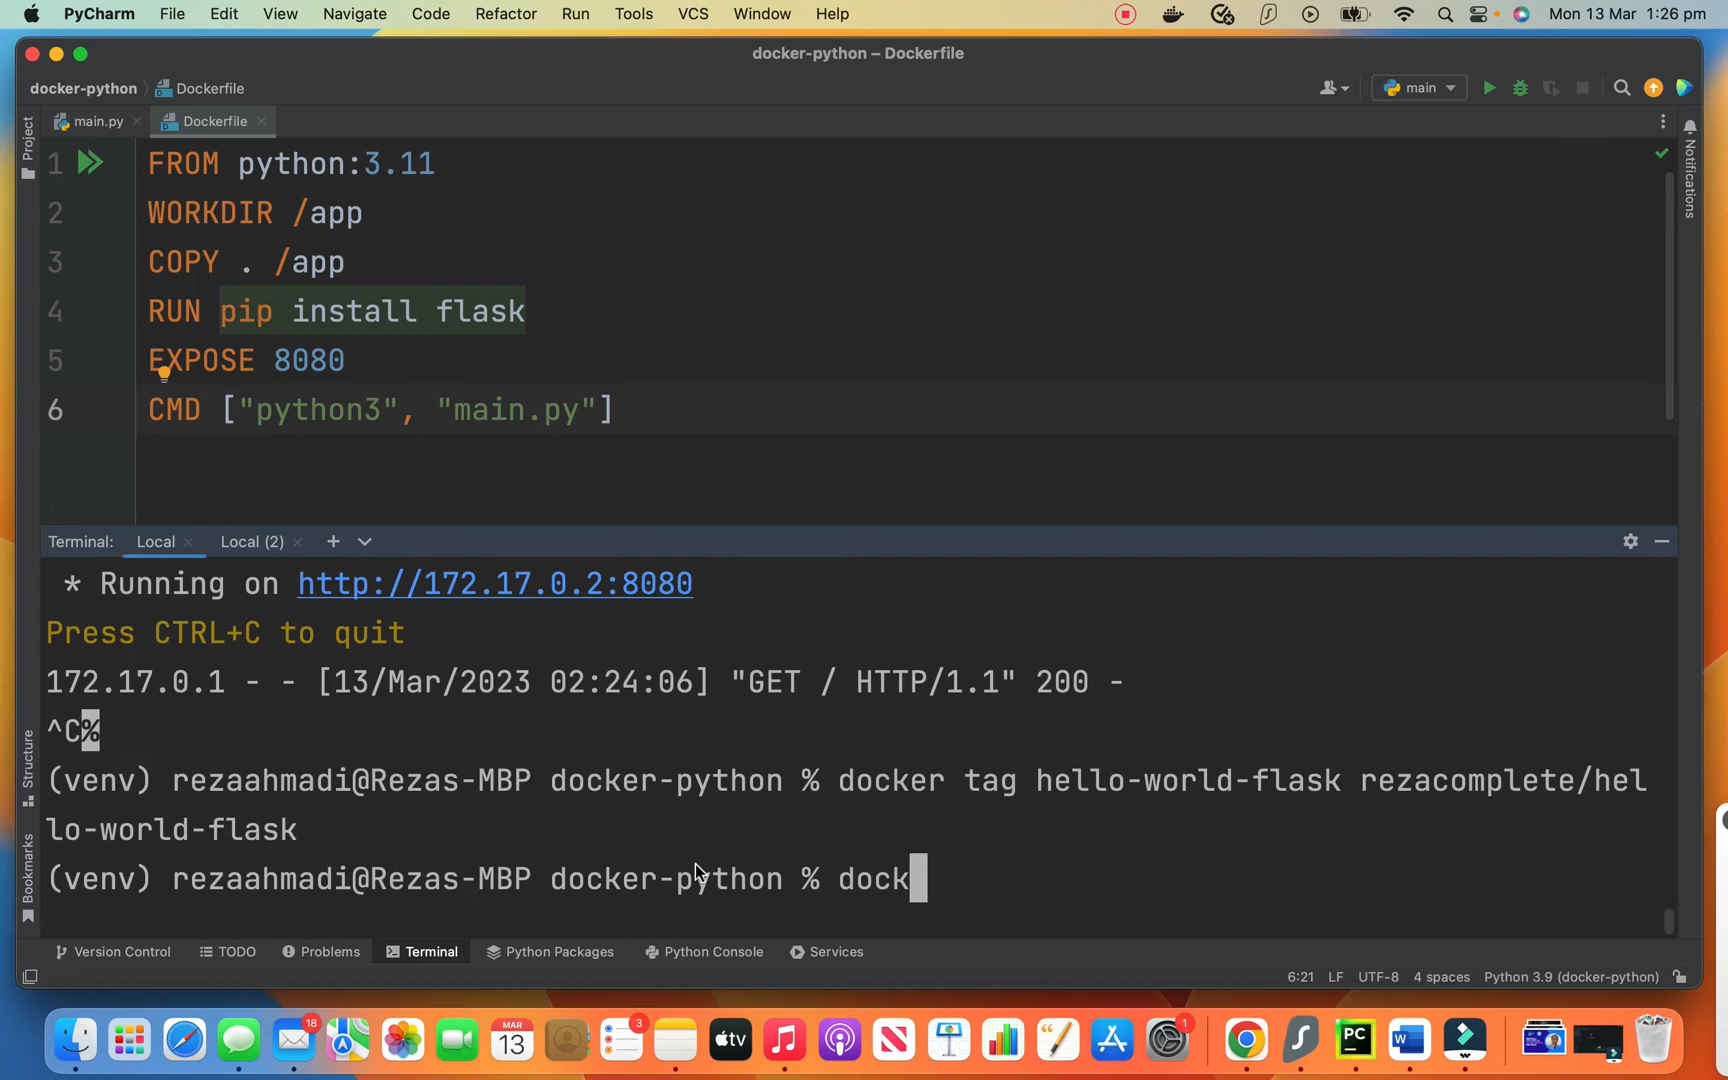 PyCharm File Edit View Navigate Code Refactor Run Tools VCS Window Help Mon 13 Mar 1:26 pm
docker-python – Dockerfile
docker-python Dockerfile main
main.py Dockerfile
Project
Notifications
1 FROM python:3.11
2 WORKDIR /app
3 COPY . /app
4 RUN pip install flask
5 EXPOSE 8080
6 CMD ["python3", "main.py"]
Terminal: Local Local (2)
* Running on http://172.17.0.2:8080
Press CTRL+C to quit
172.17.0.1 - - [13/Mar/2023 02:24:06] "GET / HTTP/1.1" 200 -
^C%
(venv) rezaahmadi@Rezas-MBP docker-python % docker tag hello-world-flask rezacomplete/hel
lo-world-flask
(venv) rezaahmadi@Rezas-MBP docker-python % dock
Structure
Bookmarks
Version Control TODO Problems Terminal Python Packages Python Console Services
6:21 LF UTF-8 4 spaces Python 3.9 (docker-python)
18
MAR
13
3
tv
1
PC
W